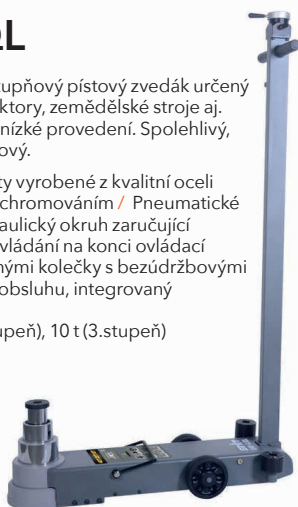 L
tupňový pístový zvedák určený
ktory, zemědělské stroje aj.
nízké provedení. Spolehlivý,
ový.
ty vyrobené z kvalitní oceli
chromováním / Pneumatické
aulický okruh zaručující
vládání na konci ovládací
nými kolečky s bezúdržbovými
obsluhu, integrovaný
upeň), 10 t (3.stupeň)